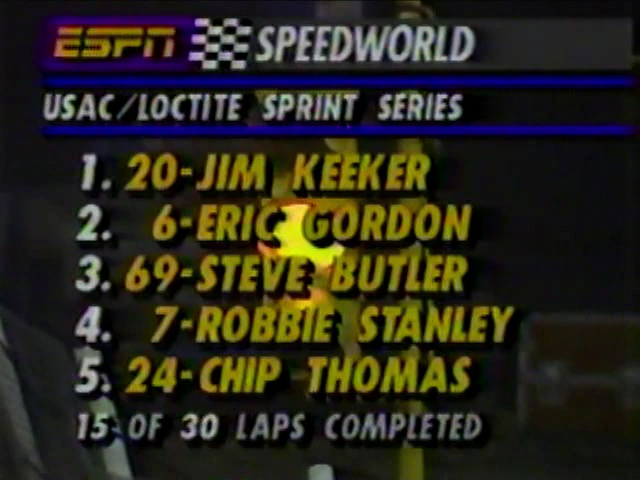 ESPN SPEEDWORLD
USAC/LOCTITE SPRINT SERIES
1. 20-JIM KEEKER
2. 6-ERIC GORDON
3. 69-STEVE BUTLER
4. 7-ROBBIE STANLEY
5. 24-CHIP THOMAS
15 OF 30 LAPS COMPLETED